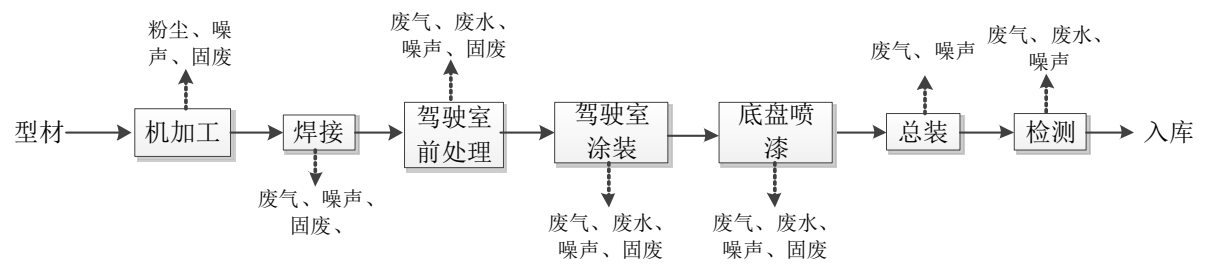 粉尘、噪
声、固废
废气、废水、
噪声、固废
废气、噪声
废气、废水、
噪声
型材
机加工
焊接
驾驶室
前处理
驾驶室
涂装
底盘喷
漆
总装
检测
入库
废气、噪声、
固废、
废气、废水、
噪声、固废
废气、废水、
噪声、固废